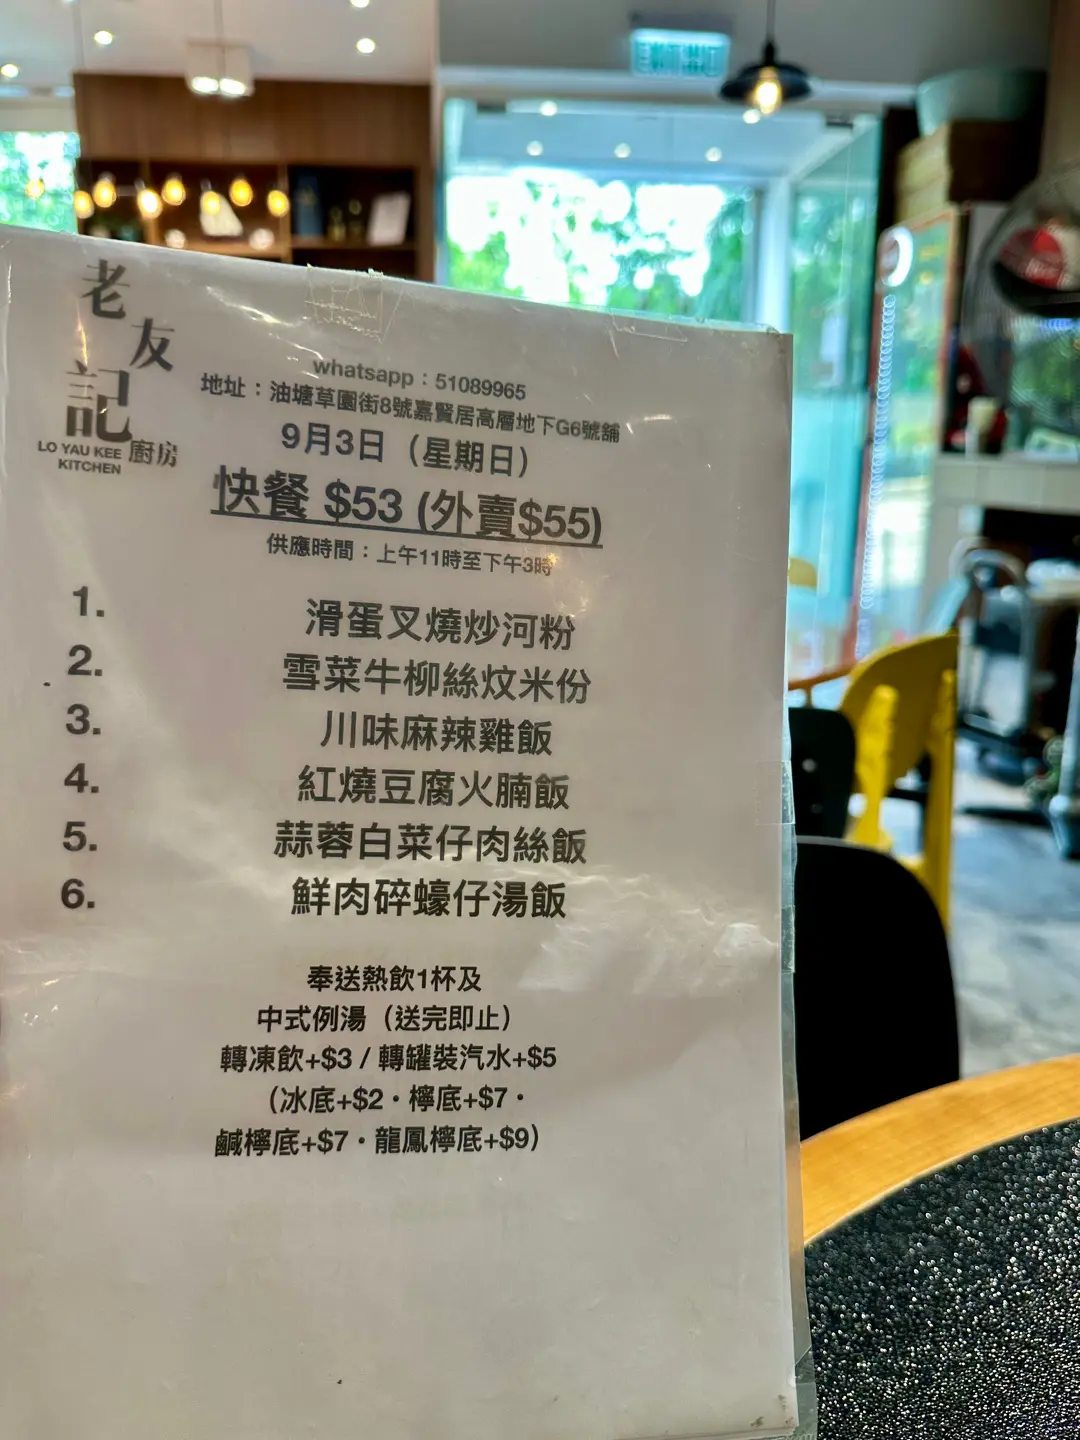 老友記
LO YAU KEE
KITCHEN
廚房
whatsapp：51089965
地址：油塘草園街8號嘉賢居高層地下G6號舖
9月3日（星期日）
快餐 $53 (外賣$55)
供應時間：上午11時至下午3時
1. 滑蛋叉燒炒河粉
2. 雪菜牛柳絲炆米份
3. 川味麻辣雞飯
4. 紅燒豆腐火腩飯
5. 蒜蓉白菜仔肉絲飯
6. 鮮肉碎蠔仔湯飯
奉送熱飲1杯及
中式例湯（送完即止）
轉凍飲+$3 / 轉罐裝汽水+$5
（冰底+$2・檸底+$7・
鹹檸底+$7・龍鳳檸底+$9）
EXIT 出口